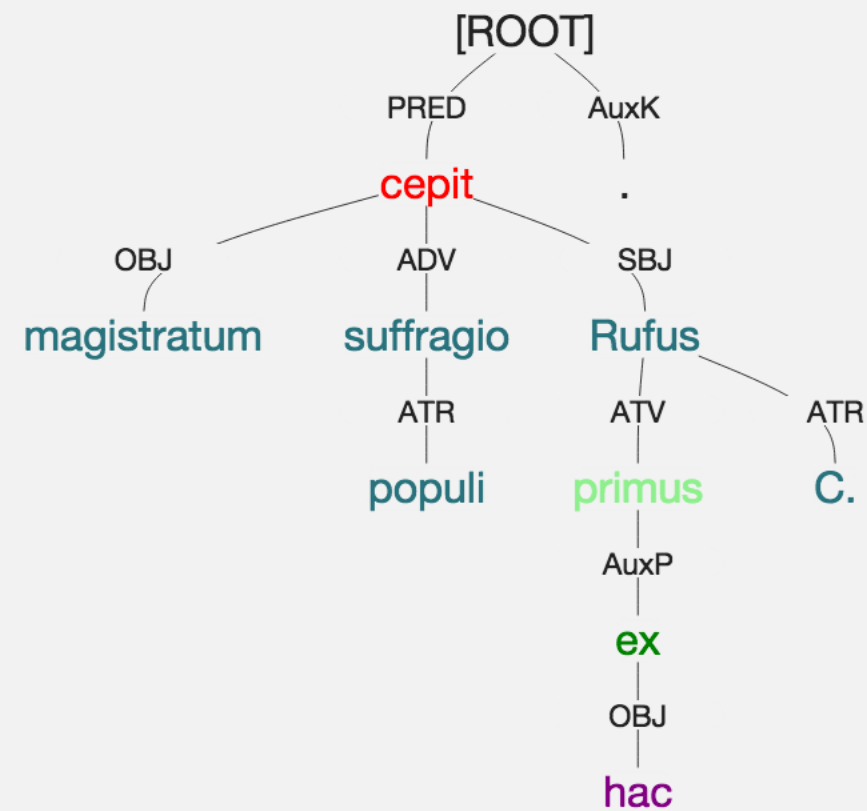 [ROOT]
PRED AuxK
cepit .
OBJ ADV SBJ
magistratum suffragio Rufus
ATR ATV ATR
populi primus C.
AuxP
ex
OBJ
hac